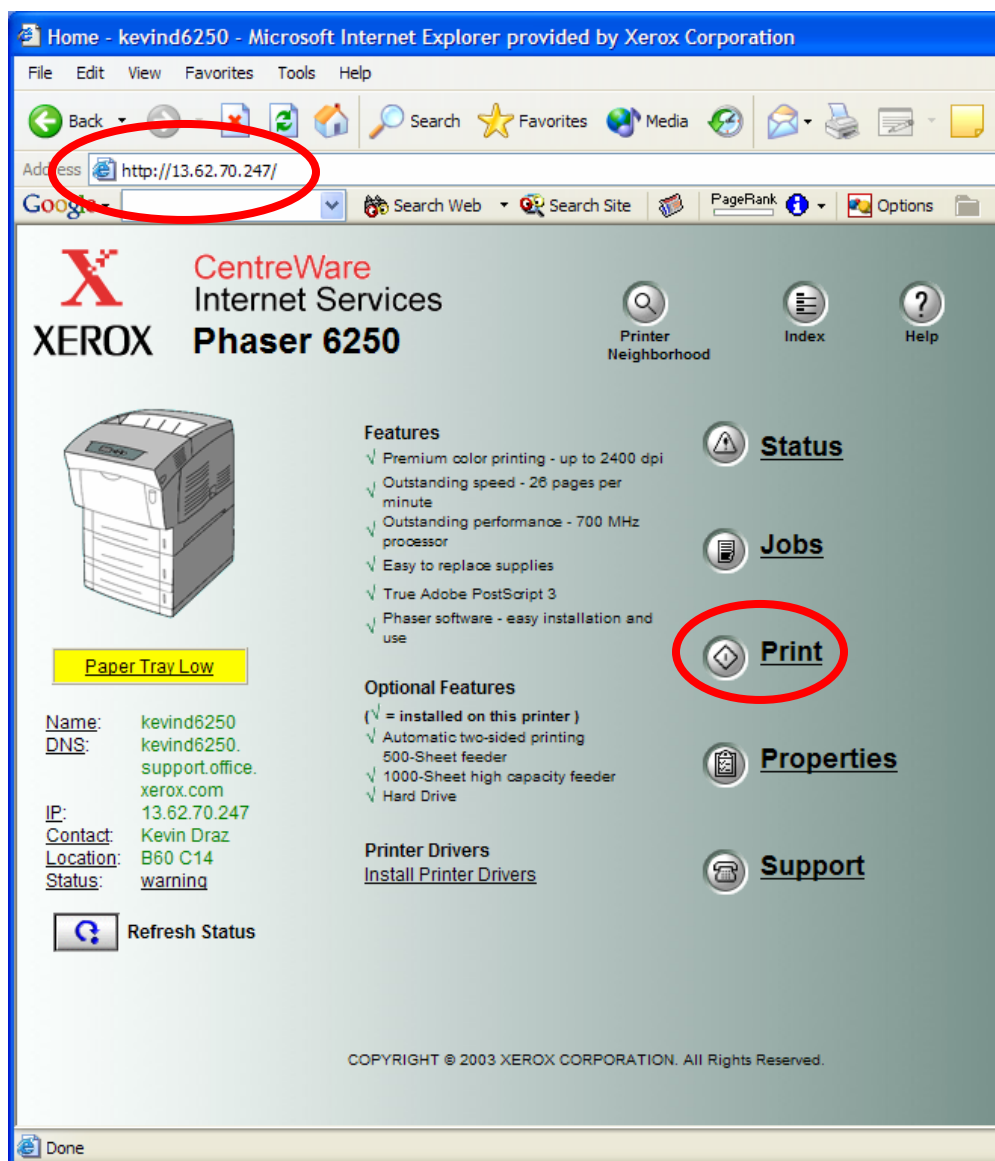 Home - kevind6250 - Microsoft Internet Explorer provided by Xerox Corporation
File Edit View Favorites Tools Help
Back Search Favorites Media
Address http://13.62.70.247/
Google Search Web Search Site PageRank Options
XEROX
CentreWare
Internet Services
Phaser 6250
Printer
Neighborhood
Index
Help
Paper Tray Low
Name: kevind6250
DNS: kevind6250.
support.office.
xerox.com
IP: 13.62.70.247
Contact: Kevin Draz
Location: B60 C14
Status: warning
Refresh Status
Features
√ Premium color printing - up to 2400 dpi
√ Outstanding speed - 26 pages per
minute
√ Outstanding performance - 700 MHz
processor
√ Easy to replace supplies
√ True Adobe PostScript 3
√ Phaser software - easy installation and
use
Optional Features
(√ = installed on this printer )
√ Automatic two-sided printing
500-Sheet feeder
√ 1000-Sheet high capacity feeder
√ Hard Drive
Printer Drivers
Install Printer Drivers
Status
Jobs
Print
Properties
Support
COPYRIGHT © 2003 XEROX CORPORATION. All Rights Reserved.
Done